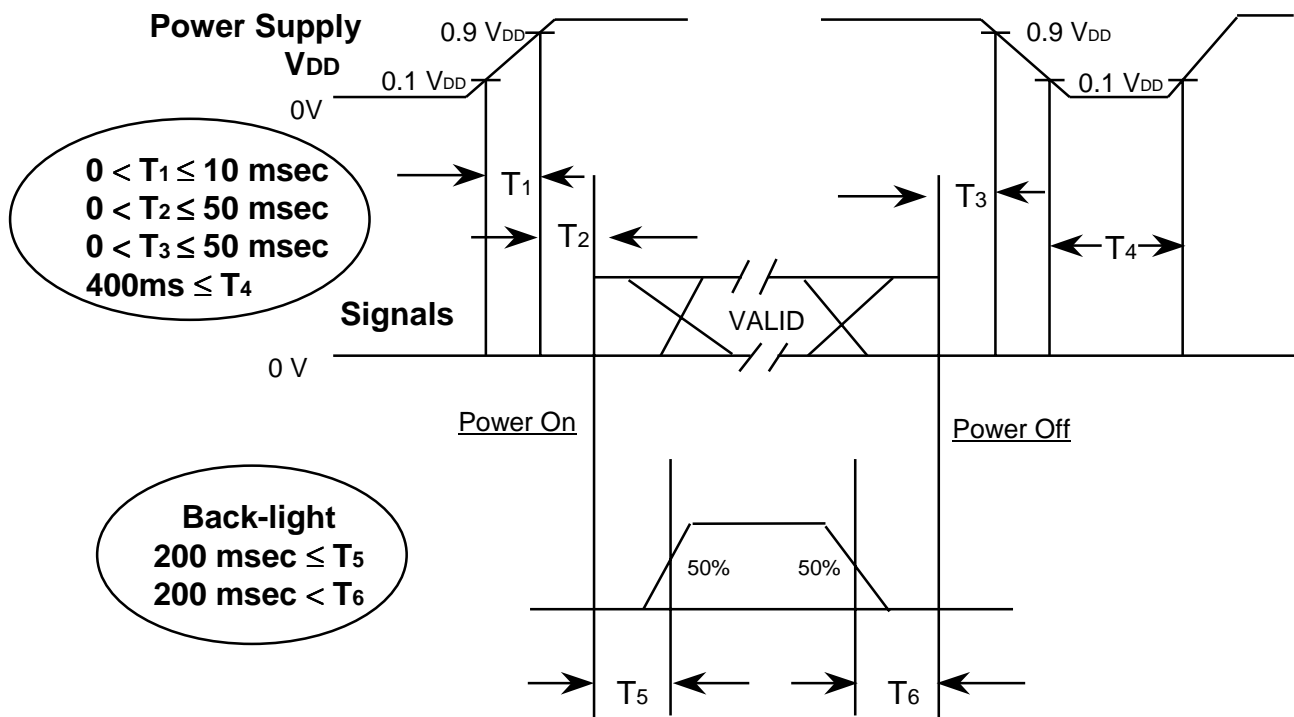 Power Supply
VDD
0.9 VDD
0.1 VDD
0V
0.9 VDD
0.1 VDD
0 < T1 ≤ 10 msec
0 < T2 ≤ 50 msec
0 < T3 ≤ 50 msec
400ms ≤ T4
T1
T2
T3
T4
Signals
VALID
0 V
Power On
Power Off
Back-light
200 msec ≤ T5
200 msec < T6
50%
50%
T5
T6